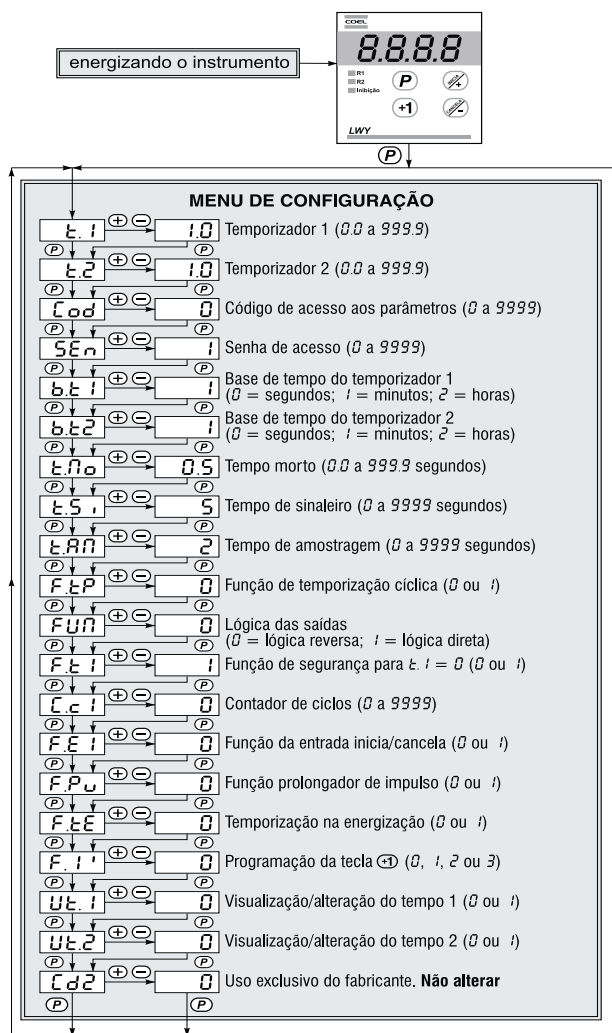 energizando o instrumento
COEL
8.8.8.8
R1
R2
Inibição
P
INICIA +
+1
CANCELA -
LWY
P
MENU DE CONFIGURAÇÃO
t.1 + - 1.0 Temporizador 1 (0.0 a 999.9)
P P
t.2 + - 1.0 Temporizador 2 (0.0 a 999.9)
P P
Cod + - 0 Código de acesso aos parâmetros (0 a 9999)
P P
SEn + - 1 Senha de acesso (0 a 9999)
P P
b.t1 + - 1 Base de tempo do temporizador 1
(0 = segundos; 1 = minutos; 2 = horas)
P P
b.t2 + - 1 Base de tempo do temporizador 2
(0 = segundos; 1 = minutos; 2 = horas)
P P
t.Mo + - 0.5 Tempo morto (0.0 a 999.9 segundos)
P P
t.Si + - 5 Tempo de sinaleiro (0 a 9999 segundos)
P P
t.AM + - 2 Tempo de amostragem (0 a 9999 segundos)
P P
F.tP + - 0 Função de temporização cíclica (0 ou 1)
P P
FUn + - 0 Lógica das saídas
(0 = lógica reversa; 1 = lógica direta)
P P
F.t1 + - 1 Função de segurança para t.1 = 0 (0 ou 1)
P P
C.c1 + - 0 Contador de ciclos (0 a 9999)
P P
F.E1 + - 0 Função da entrada inicia/cancela (0 ou 1)
P P
F.Pu + - 0 Função prolongador de impulso (0 ou 1)
P P
F.tE + - 0 Temporização na energização (0 ou 1)
P P
F.1' + - 0 Programação da tecla +1 (0, 1, 2 ou 3)
P P
Ut.1 + - 0 Visualização/alteração do tempo 1 (0 ou 1)
P P
Ut.2 + - 0 Visualização/alteração do tempo 2 (0 ou 1)
P P
Cd2 + - 0 Uso exclusivo do fabricante. Não alterar
P P